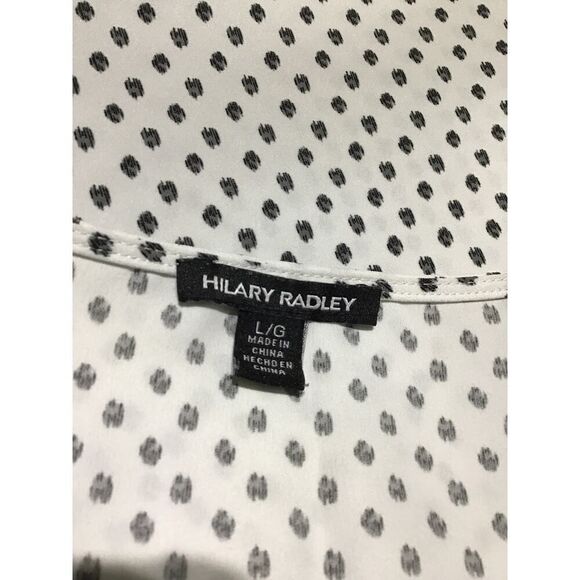 HILARY RADLEY
L/G
MADE IN
CHINA
HECHO EN
CHINA